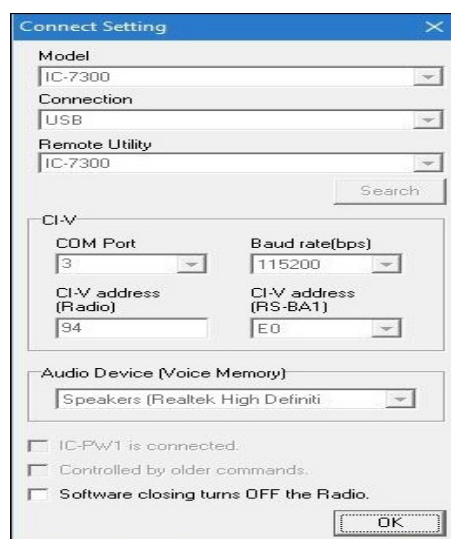 Connect Setting
Model
IC-7300
Connection
USB
Remote Utility
IC-7300
Search
CI-V
COM Port
Baud rate(bps)
3
115200
CI-V address
(Radio)
CI-V address
(RS-BA1)
94
E0
Audio Device (Voice Memory)
Speakers (Realtek High Definiti
IC-PW1 is connected.
Controlled by older commands.
Software closing turns OFF the Radio.
OK